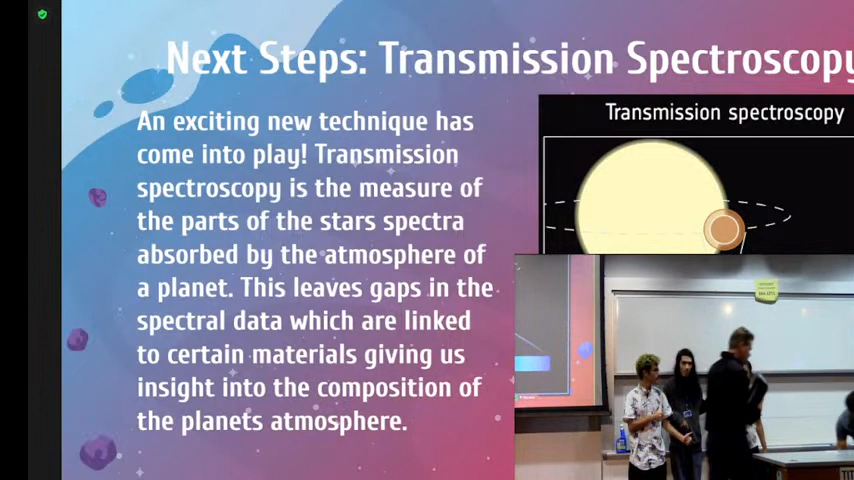 Next Steps: Transmission Spectroscopy
An exciting new technique has
come into play! Transmission
spectroscopy is the measure of
the parts of the stars spectra
absorbed by the atmosphere of
a planet. This leaves gaps in the
spectral data which are linked
to certain materials giving us
insight into the composition of
the planets atmosphere.
Transmission spectroscopy